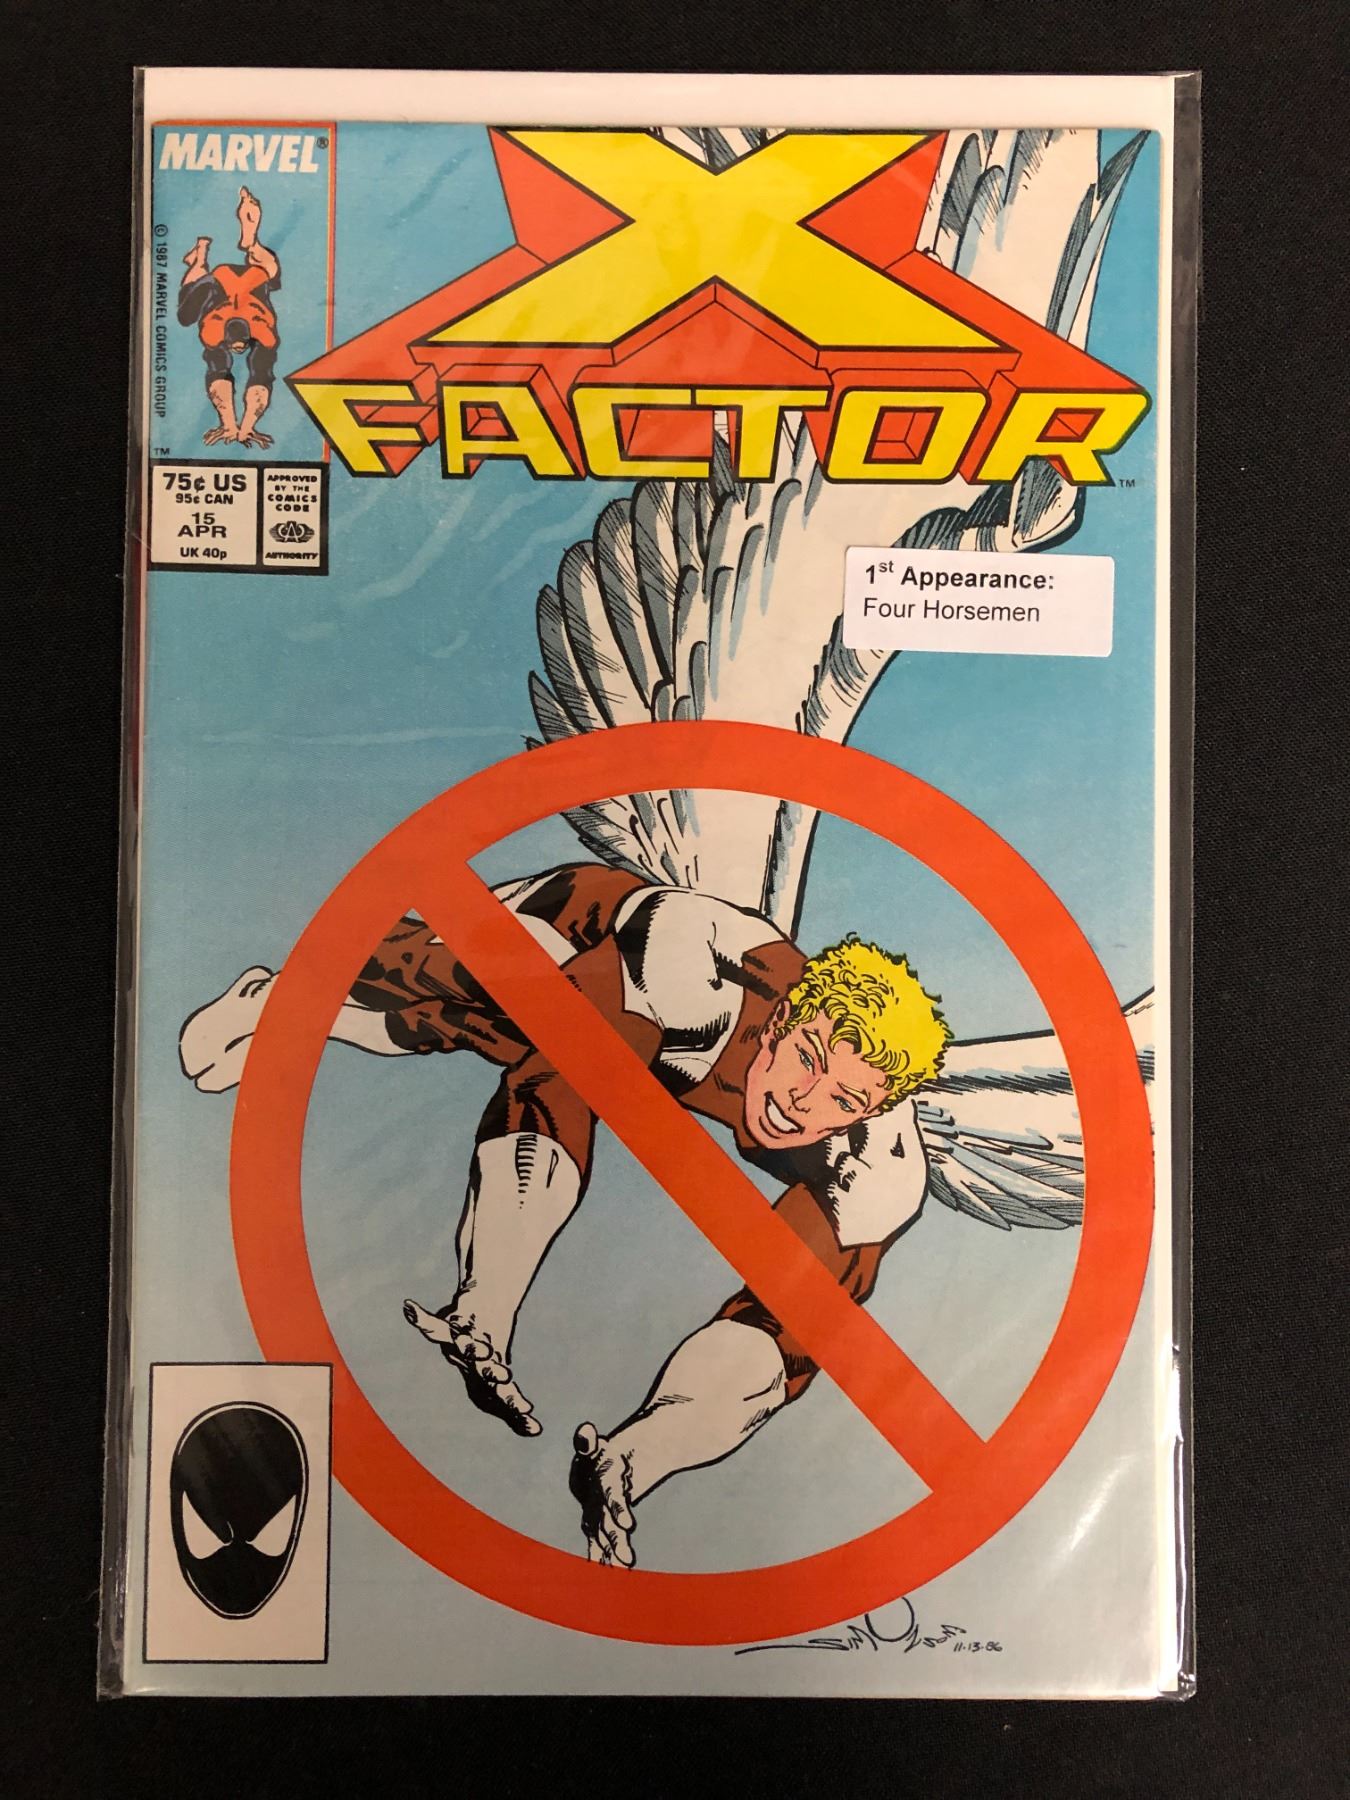 MARVEL®
© 1987 MARVEL COMICS GROUP
TM
X
FACTOR
TM
75¢ US
95¢ CAN
15
APR
UK 40p
APPROVED
BY THE
COMICS
CODE
AUTHORITY
1st Appearance:
Four Horsemen
SIMONSON
11.13.86